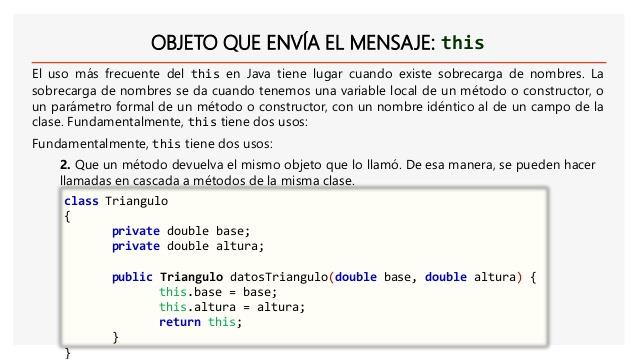 OBJETO QUE ENVÍA EL MENSAJE: this
El uso más frecuente del this en Java tiene lugar cuando existe sobrecarga de nombres. La
sobrecarga de nombres se da cuando tenemos una variable local de un método o constructor, o
un parámetro formal de un método o constructor, con un nombre idéntico al de un campo de la
clase. Fundamentalmente, this tiene dos usos:
Fundamentalmente, this tiene dos usos:
2. Que un método devuelva el mismo objeto que lo llamó. De esa manera, se pueden hacer
llamadas en cascada a métodos de la misma clase.
class Triangulo
{
private double base;
private double altura;
public Triangulo datosTriangulo(double base, double altura) {
this.base = base;
this.altura = altura;
return this;
}
}